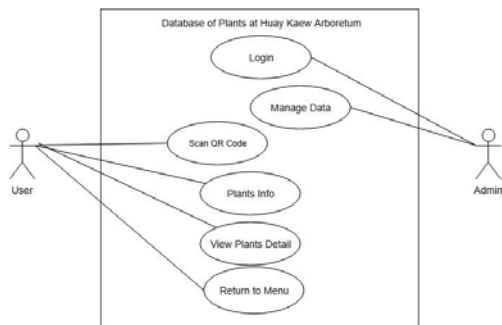 Database of Plants at Huay Kaew Arboretum
Login
Manage Data
Scan QR Code
User
Admin
Plants Info
View Plants Detail
Return to Menu